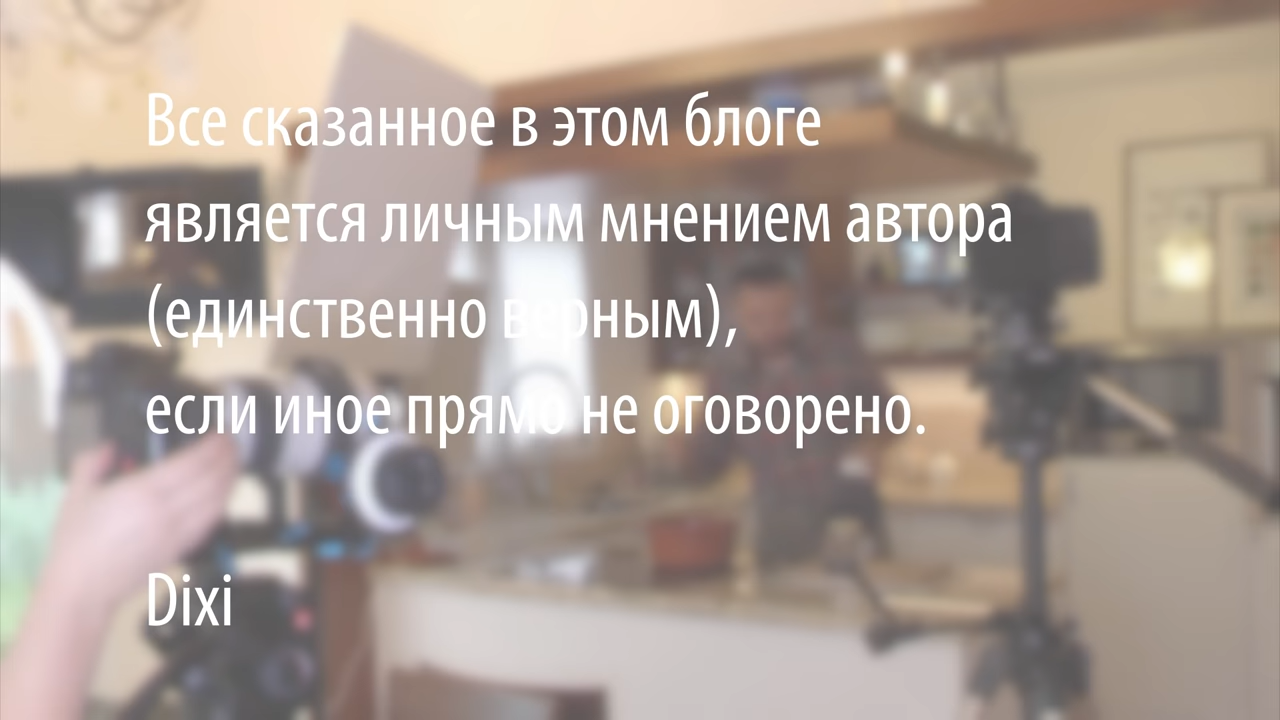 Все сказанное в этом блоге
является личным мнением автора
(единственно верным),
если иное прямо не оговорено.
Dixi